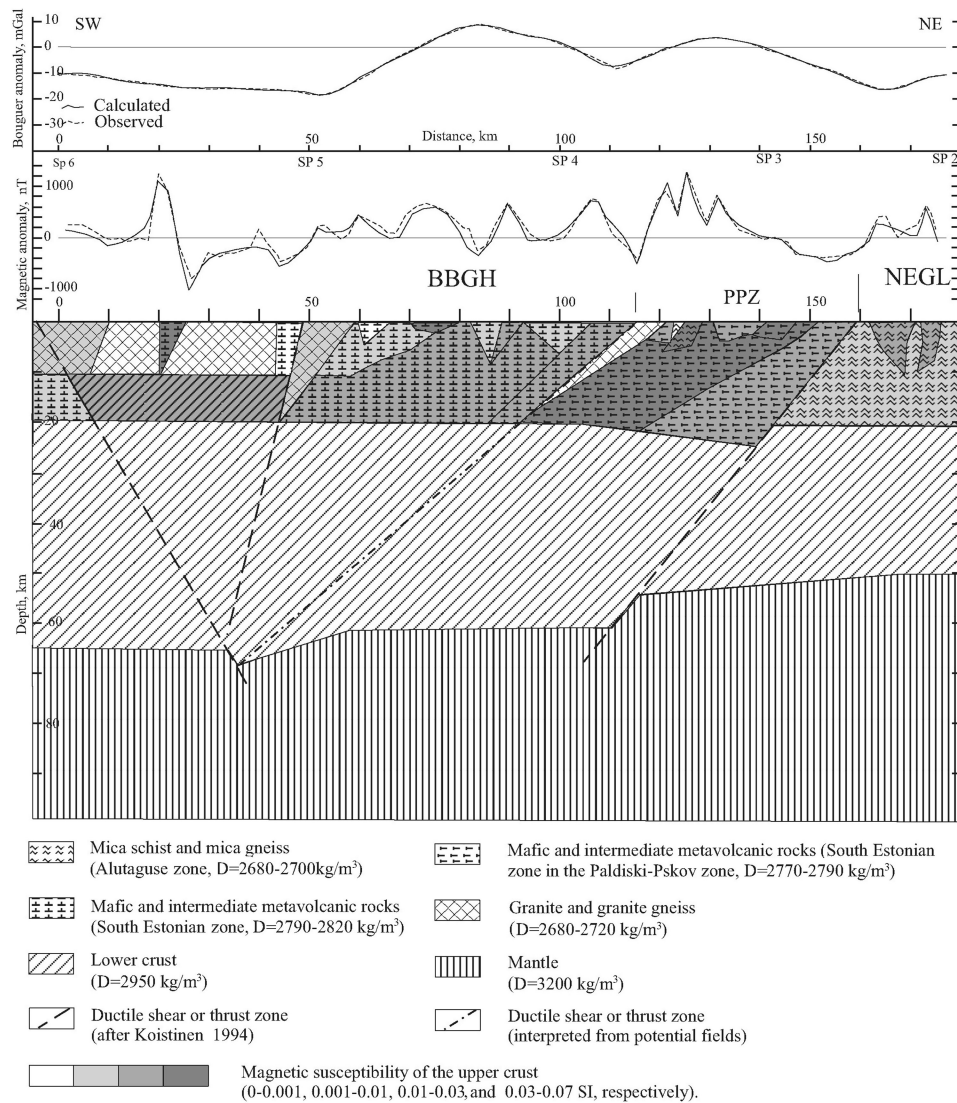 SW
NE
Bouguer anomaly, mGal
10
0
-10
-20
-30
Calculated
Observed
0
50
Distance, km
100
150
Sp 6
SP 5
SP 4
SP 3
SP 2
Magnetic anomaly, nT
1000
0
-1000
BBGH
PPZ
NEGL
0
50
100
150
Depth, km
-20
40
60
80
Mica schist and mica gneiss
(Alutaguse zone, D=2680-2700kg/m³)
Mafic and intermediate metavolcanic rocks (South Estonian
zone in the Paldiski-Pskov zone, D=2770-2790 kg/m³)
Mafic and intermediate metavolcanic rocks
(South Estonian zone, D=2790-2820 kg/m³)
Granite and granite gneiss
(D=2680-2720 kg/m³)
Lower crust
(D=2950 kg/m³)
Mantle
(D=3200 kg/m³)
Ductile shear or thrust zone
(after Koistinen 1994)
Ductile shear or thrust zone
(interpreted from potential fields)
Magnetic susceptibility of the upper crust
(0-0.001, 0.001-0.01, 0.01-0.03, and 0.03-0.07 SI, respectively).